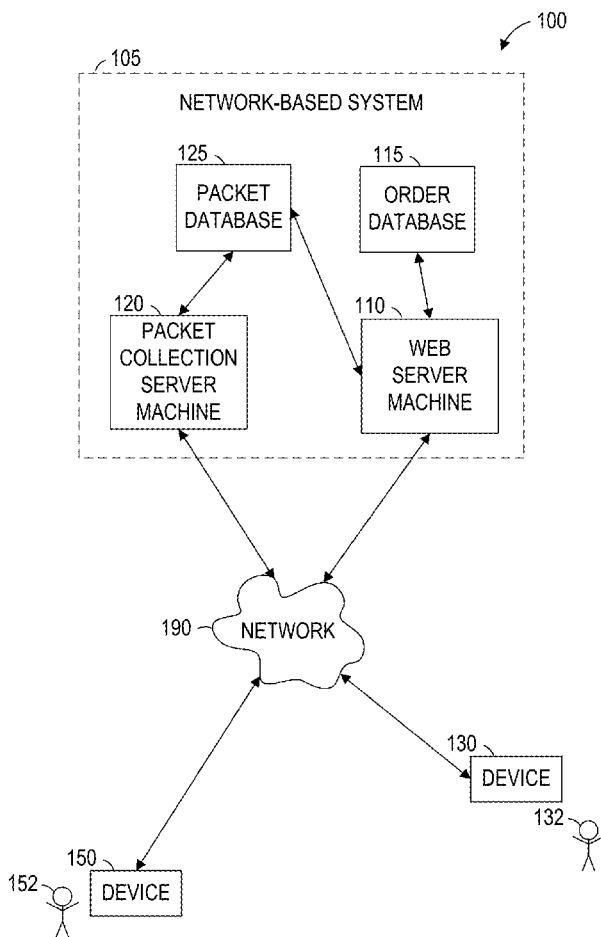 100
105
NETWORK-BASED SYSTEM
125
PACKET
DATABASE
115
ORDER
DATABASE
120
PACKET
COLLECTION
SERVER
MACHINE
110
WEB
SERVER
MACHINE
190
NETWORK
130
DEVICE
132
150
DEVICE
152